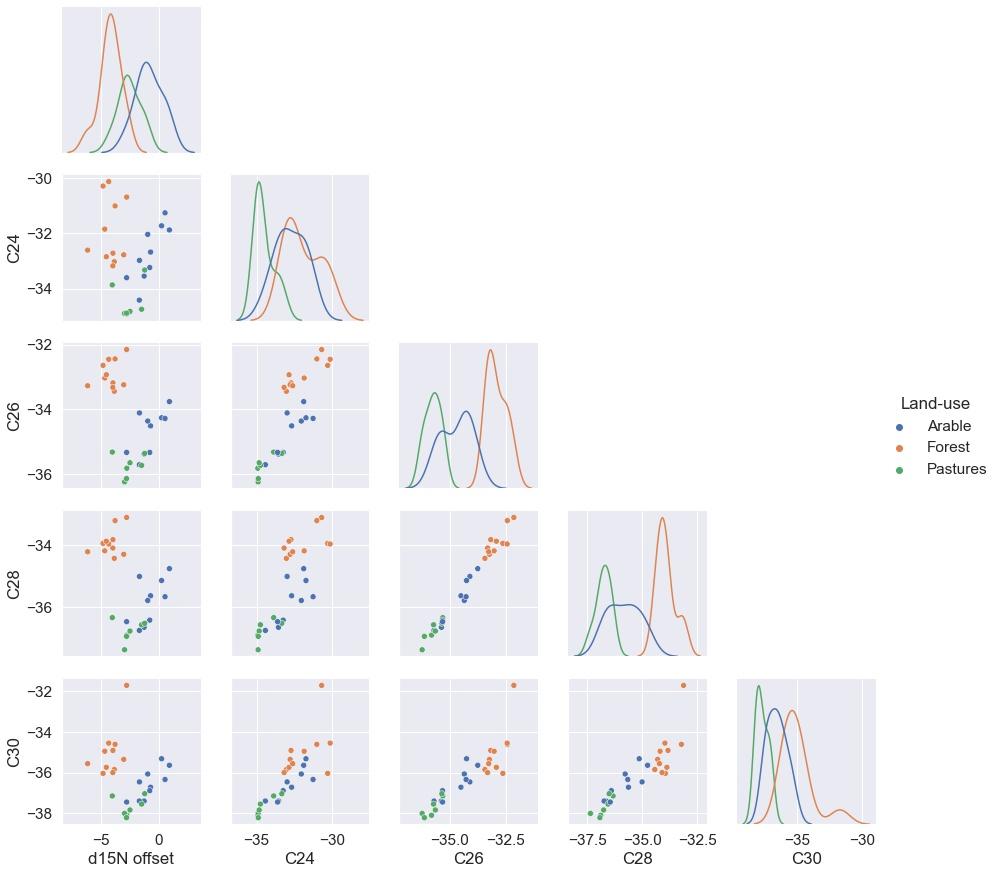 −30
−32
−34
C24
−32
−34
−36
C26
−34
−36
C28
−32
−34
−36
−38
C30
−5
0
d15N offset
−35
−30
C24
−35.0
−32.5
C26
−37.5
−35.0
−32.5
C28
−35
−30
C30
Land-use
Arable
Forest
Pastures